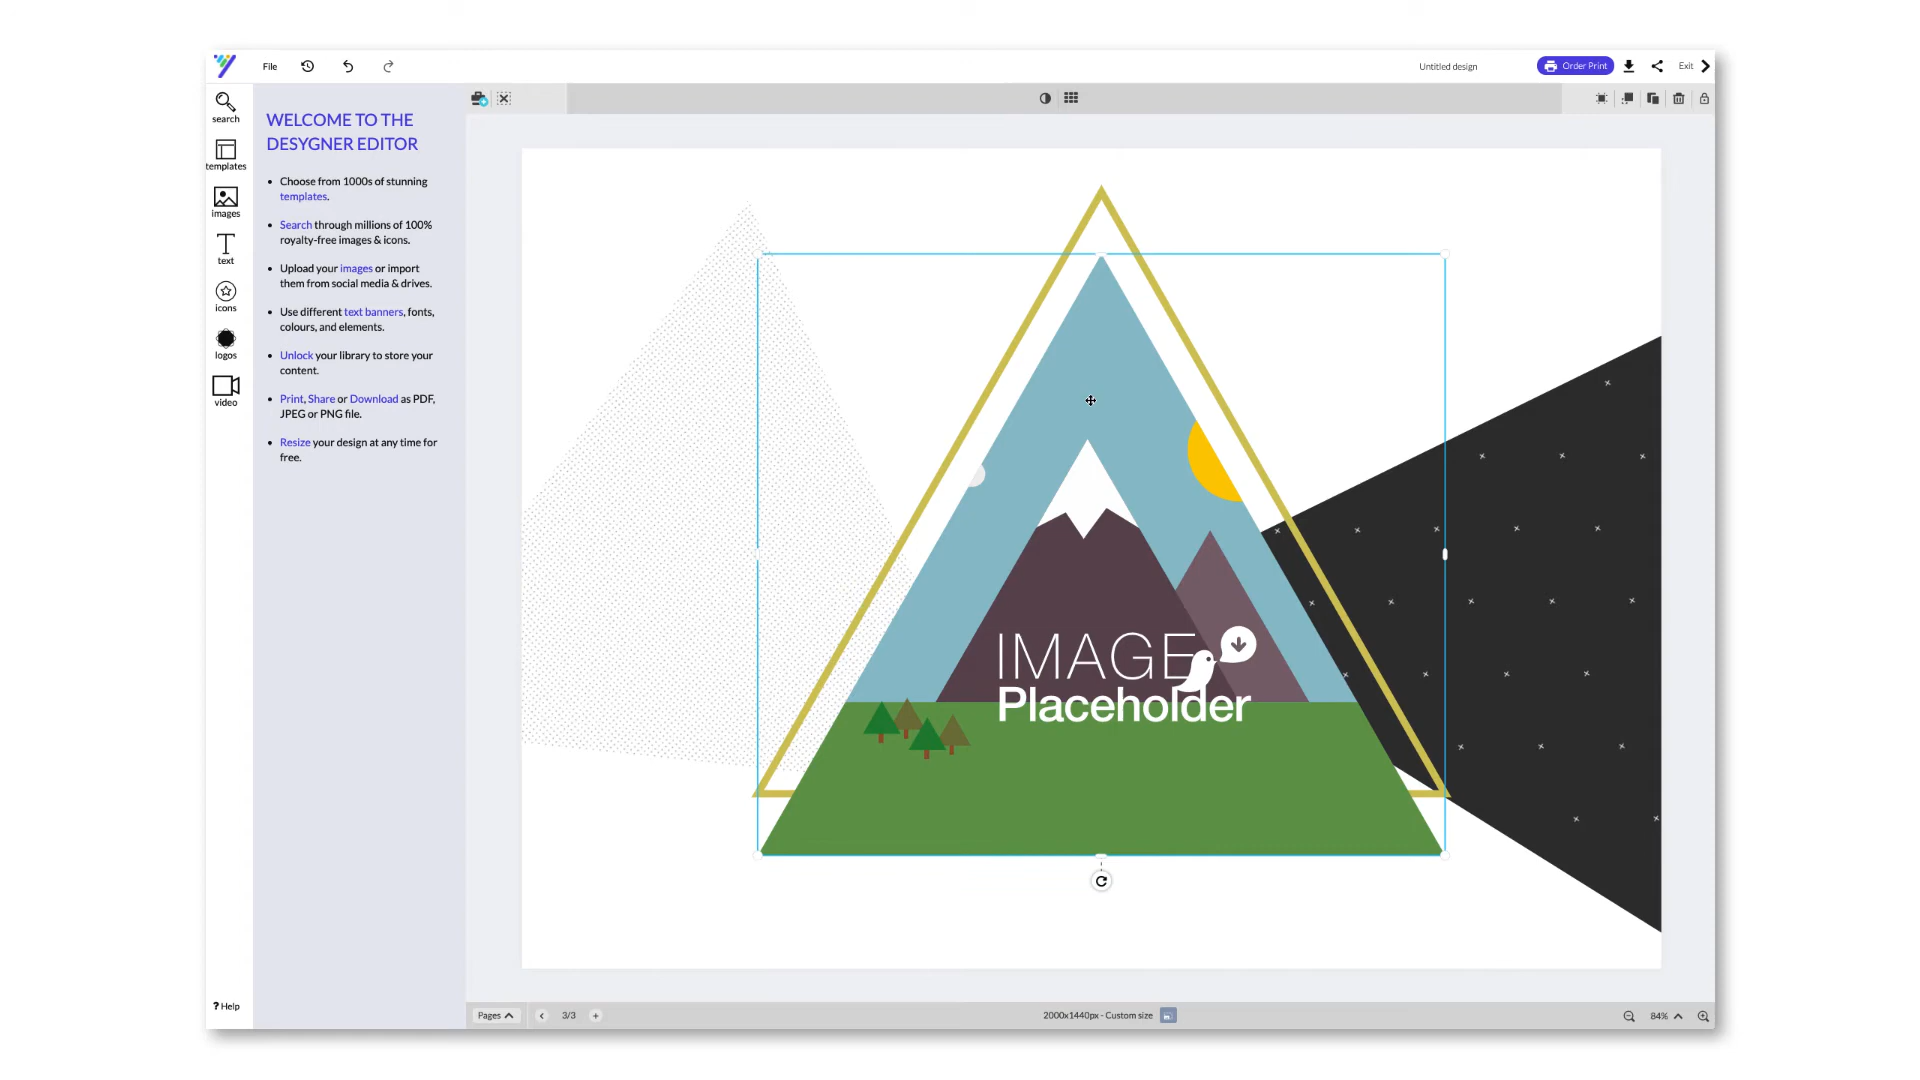 File
Untitled design
Order Print
Exit
search
templates
images
text
icons
logos
video
? Help
WELCOME TO THE
DESYGNER EDITOR
• Choose from 1000s of stunning
templates.
• Search through millions of 100%
royalty-free images & icons.
• Upload your images or import
them from social media & drives.
• Use different text banners, fonts,
colours, and elements.
• Unlock your library to store your
content.
• Print, Share or Download as PDF,
JPEG or PNG file.
• Resize your design at any time for
free.
IMAGE
Placeholder
Pages
3/3
2000x1440px - Custom size
84%